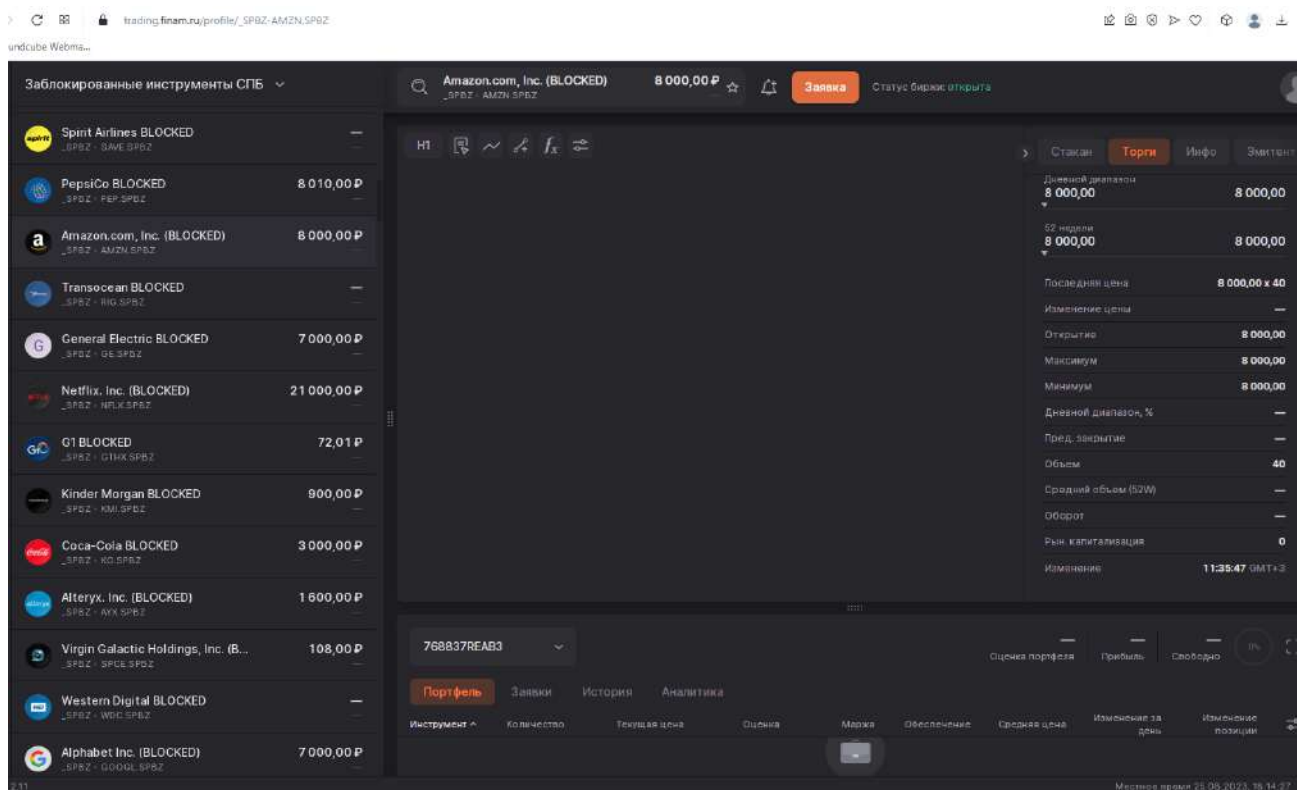 trading.finam.ru/profile/_SPBZ-AMZN.SPBZ
undcube Webma...
Заблокированные инструменты СПБ
Amazon.com, Inc. (BLOCKED) 8 000,00 ₽
_SPBZ - AMZN.SPBZ
Заявка
Статус биржи: открыта
Spirit Airlines BLOCKED —
_SPBZ - SAVE.SPBZ
PepsiCo BLOCKED 8 010,00 ₽
_SPBZ - PEP.SPBZ
Amazon.com, Inc. (BLOCKED) 8 000,00 ₽
_SPBZ - AMZN.SPBZ
Transocean BLOCKED —
_SPBZ - RIG.SPBZ
General Electric BLOCKED 7 000,00 ₽
_SPBZ - GE.SPBZ
Netflix, Inc. (BLOCKED) 21 000,00 ₽
_SPBZ - NFLX.SPBZ
G1 BLOCKED 72,01 ₽
_SPBZ - GTHX.SPBZ
Kinder Morgan BLOCKED 900,00 ₽
_SPBZ - KMI.SPBZ
Coca-Cola BLOCKED 3 000,00 ₽
_SPBZ - KO.SPBZ
Alteryx, Inc. (BLOCKED) 1 600,00 ₽
_SPBZ - AYX.SPBZ
Virgin Galactic Holdings, Inc. (B... 108,00 ₽
_SPBZ - SPCE.SPBZ
Western Digital BLOCKED —
_SPBZ - WDC.SPBZ
Alphabet Inc. (BLOCKED) 7 000,00 ₽
_SPBZ - GOOGL.SPBZ
H1
Стакан Торги Инфо Эмитент
Дневной диапазон
8 000,00 8 000,00
52 недели
8 000,00 8 000,00
Последняя цена 8 000,00 x 40
Изменение цены —
Открытие 8 000,00
Максимум 8 000,00
Минимум 8 000,00
Дневной диапазон, % —
Пред. закрытие —
Объем 40
Средний объем (52W) —
Оборот —
Рын. капитализация 0
Изменение 11:35:47 GMT+3
768837REAB3
Оценка портфеля Прибыль Свободно 0%
Портфель Заявки История Аналитика
Инструмент Количество Текущая цена Оценка Маржа Обеспечение Средняя цена Изменение за день Изменение позиции
2.11
Местное время 25.08.2023, 16:14:27